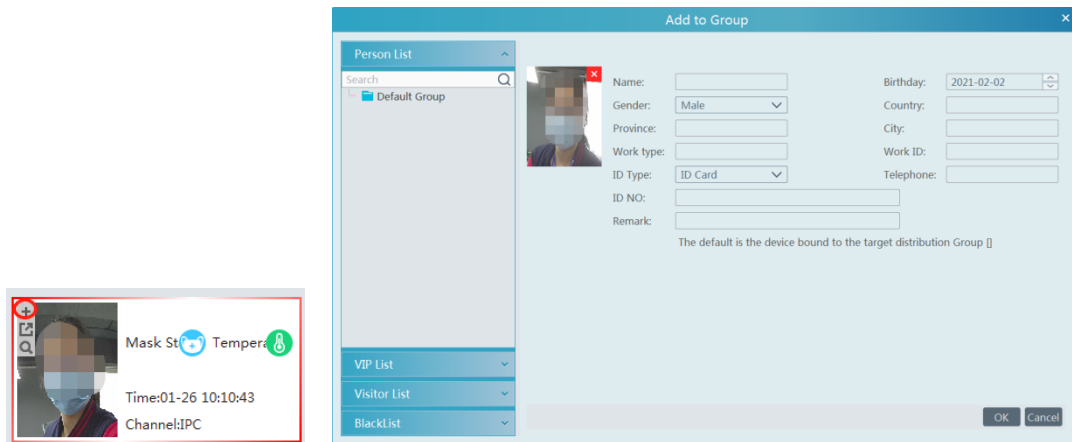 Add to Group
Person List
Search
Default Group
Name:
Birthday: 2021-02-02
Gender: Male
Country:
Province:
City:
Work type:
Work ID:
ID Type: ID Card
Telephone:
ID NO:
Remark:
The default is the device bound to the target distribution Group []
VIP List
Visitor List
BlackList
OK Cancel
Mask St Tempera
Time:01-26 10:10:43
Channel:IPC